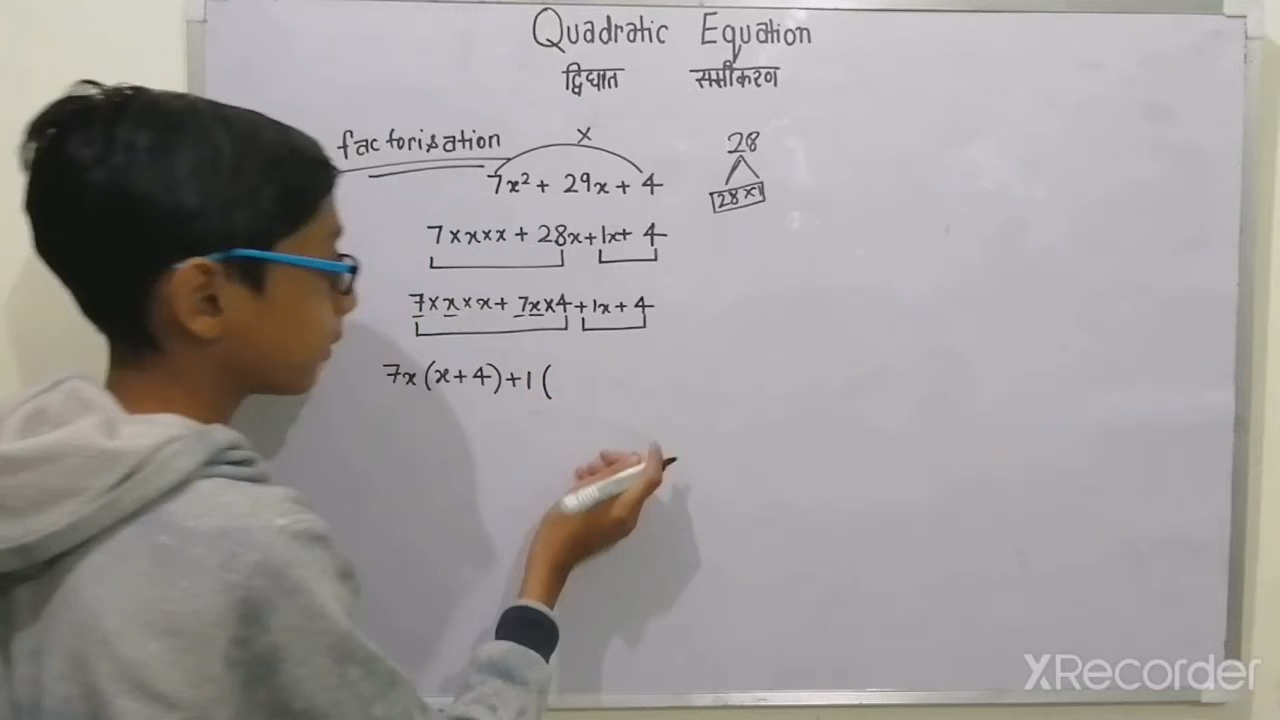 Quadratic Equation
द्विघात समीकरण
factorisation
×
7x² + 29x + 4
28
28×1
7×x×x + 28x+1x+ 4
7×x×x+ 7x×4+1x+4
7x(x+4)+1(
XRecorder